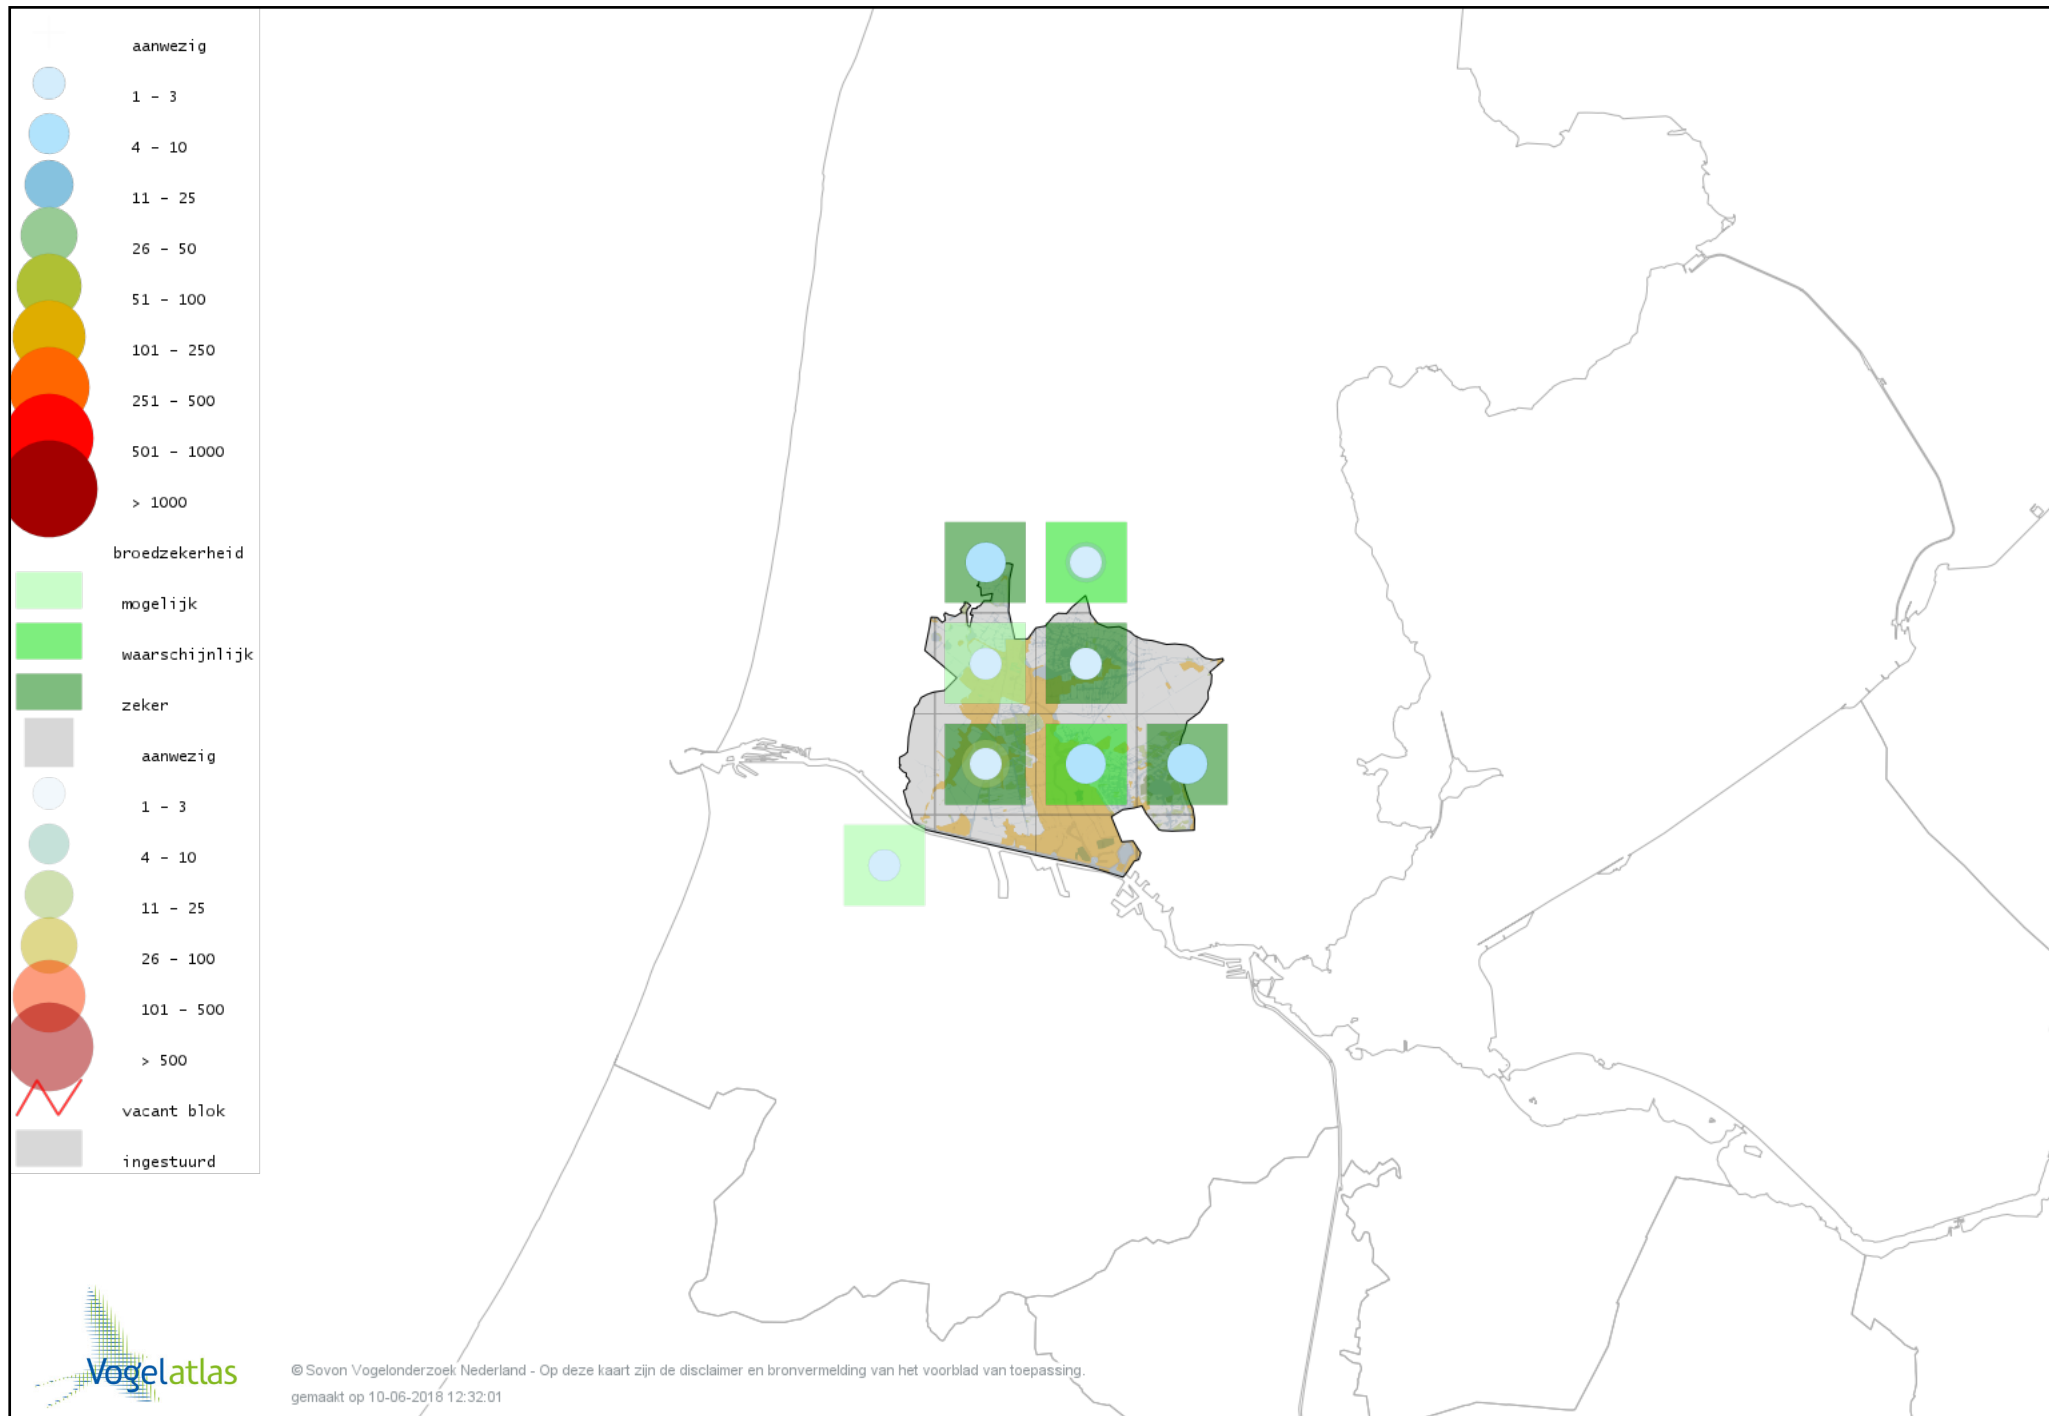 aanwezig
1 - 3
4 - 10
11 - 25
26 - 50
51 - 100
101 - 250
251 - 500
501 - 1000
> 1000
broedzekerheid
mogelijk
waarschijnlijk
zeker
aanwezig
1 - 3
4 - 10
11 - 25
26 - 100
101 - 500
> 500
vacant blok
ingestuurd
Vogelatlas
© Sovon Vogelonderzoek Nederland - Op deze kaart zijn de disclaimer en bronvermelding van het voorblad van toepassing.
gemaakt op 10-06-2018 12:32:01